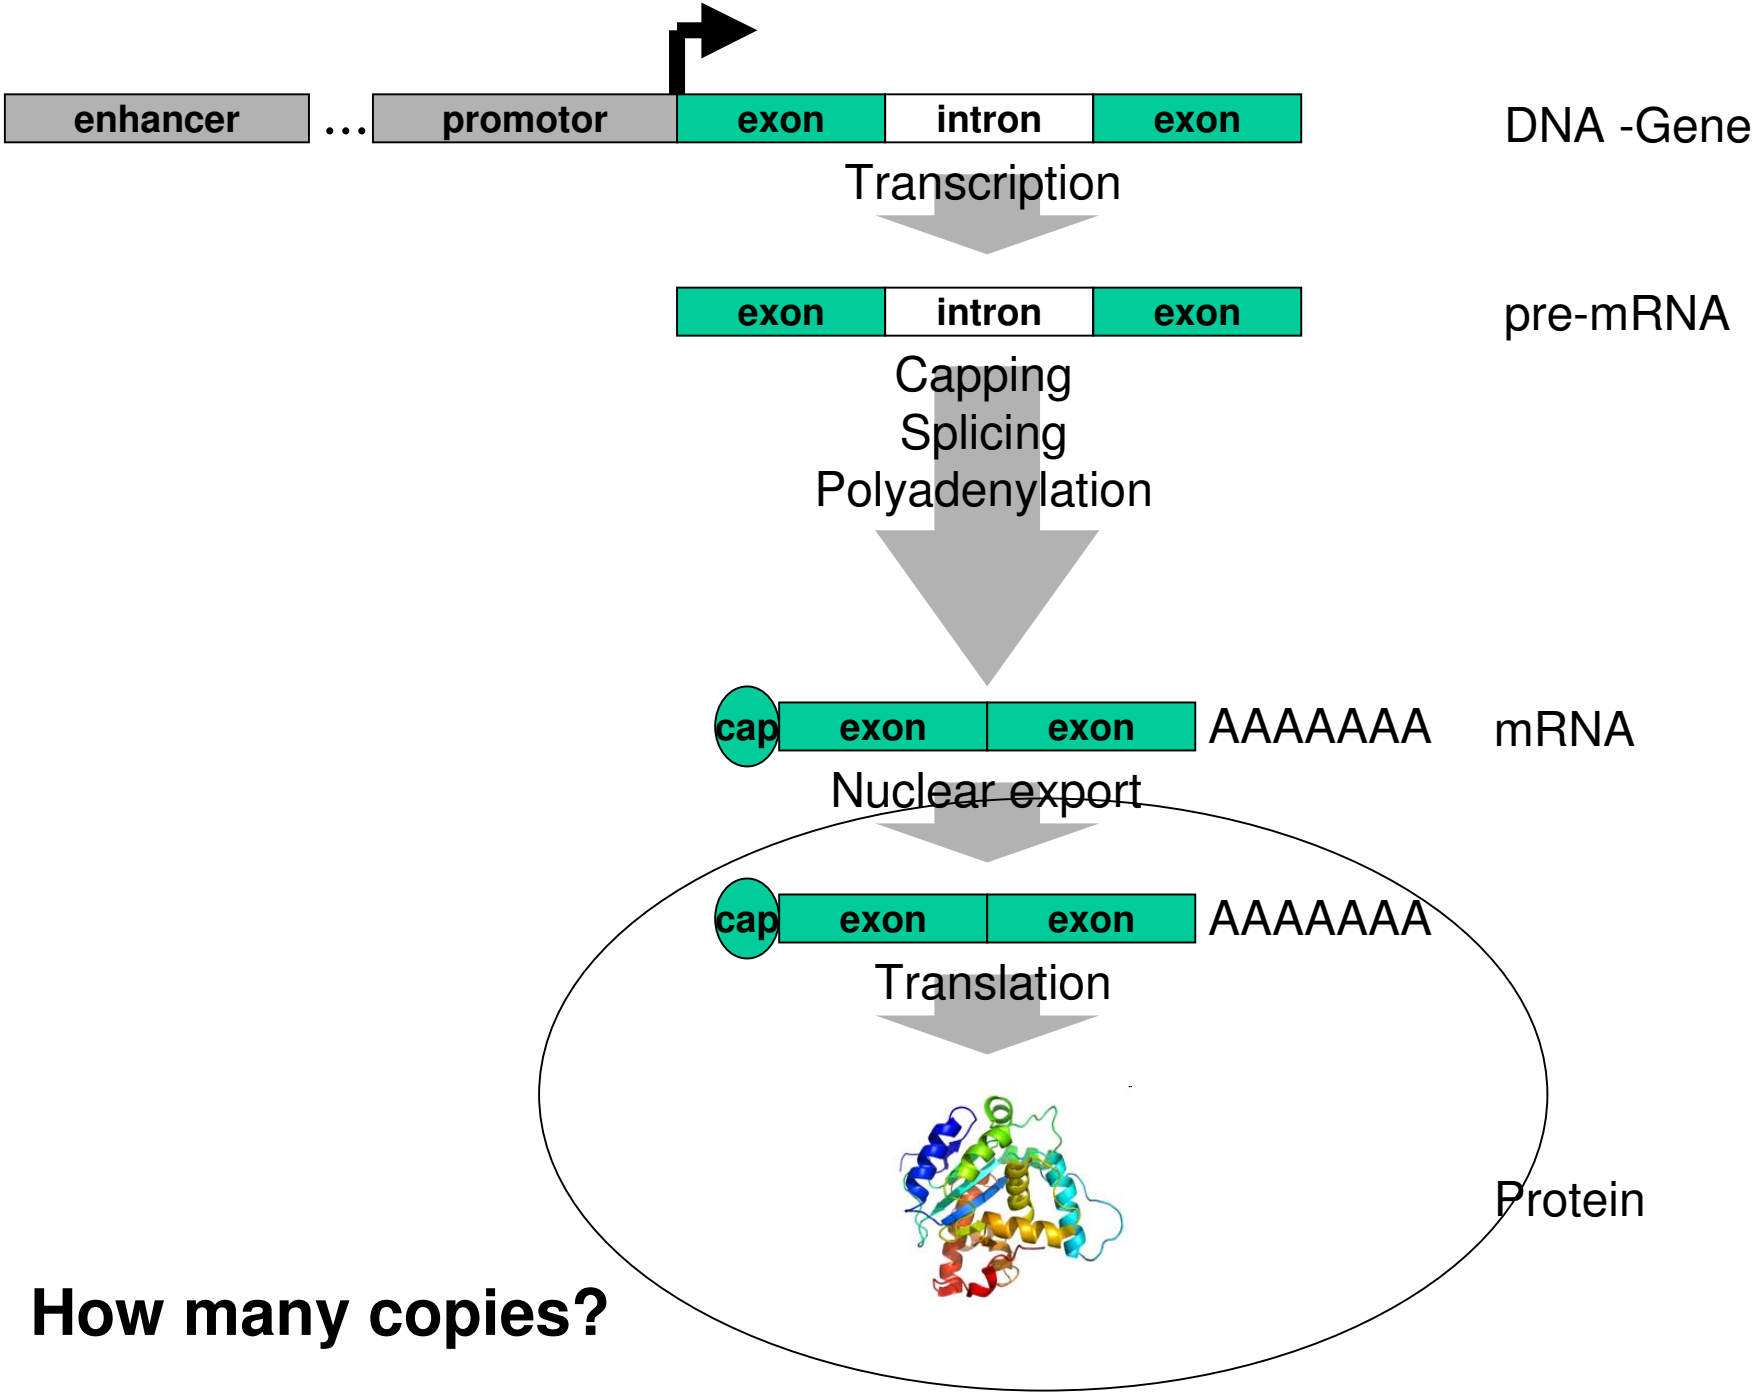 enhancer ... promotor exon intron exon DNA -Gene
Transcription
exon intron exon pre-mRNA
Capping
Splicing
Polyadenylation
cap exon exon AAAAAAA mRNA
Nuclear export
cap exon exon AAAAAAA
Translation
Protein
How many copies?